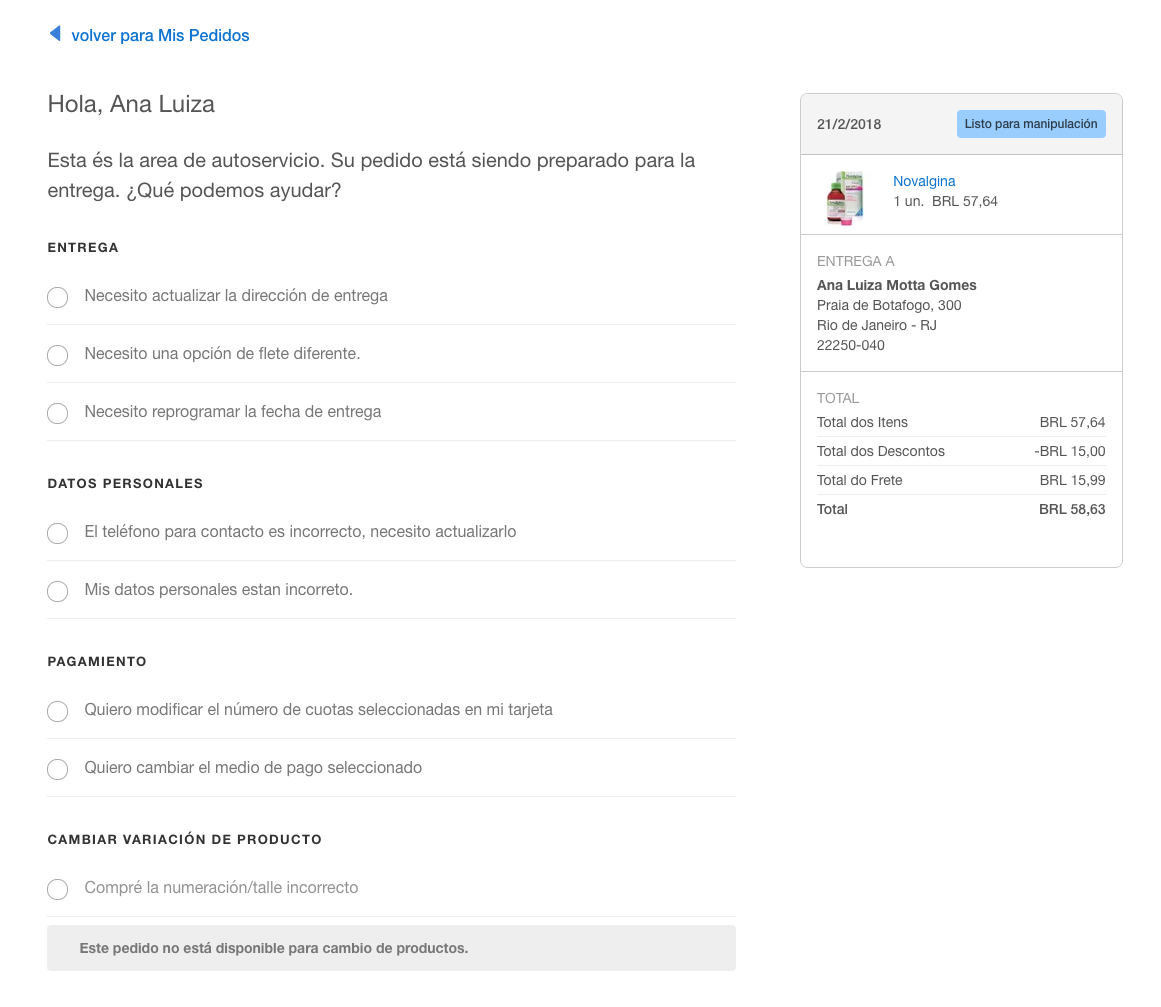 volver para Mis Pedidos
Hola, Ana Luiza
Esta és la area de autoservicio. Su pedido está siendo preparado para la
entrega. ¿Qué podemos ayudar?
ENTREGA
Necesito actualizar la dirección de entrega
Necesito una opción de flete diferente.
Necesito reprogramar la fecha de entrega
DATOS PERSONALES
El teléfono para contacto es incorrecto, necesito actualizarlo
Mis datos personales estan incorreto.
PAGAMIENTO
Quiero modificar el número de cuotas seleccionadas en mi tarjeta
Quiero cambiar el medio de pago seleccionado
CAMBIAR VARIACIÓN DE PRODUCTO
Compré la numeración/talle incorrecto
Este pedido no está disponible para cambio de productos.
21/2/2018 Listo para manipulación
Novalgina
1 un. BRL 57,64
ENTREGA A
Ana Luiza Motta Gomes
Praia de Botafogo, 300
Rio de Janeiro - RJ
22250-040
TOTAL
Total dos Itens BRL 57,64
Total dos Descontos -BRL 15,00
Total do Frete BRL 15,99
Total BRL 58,63